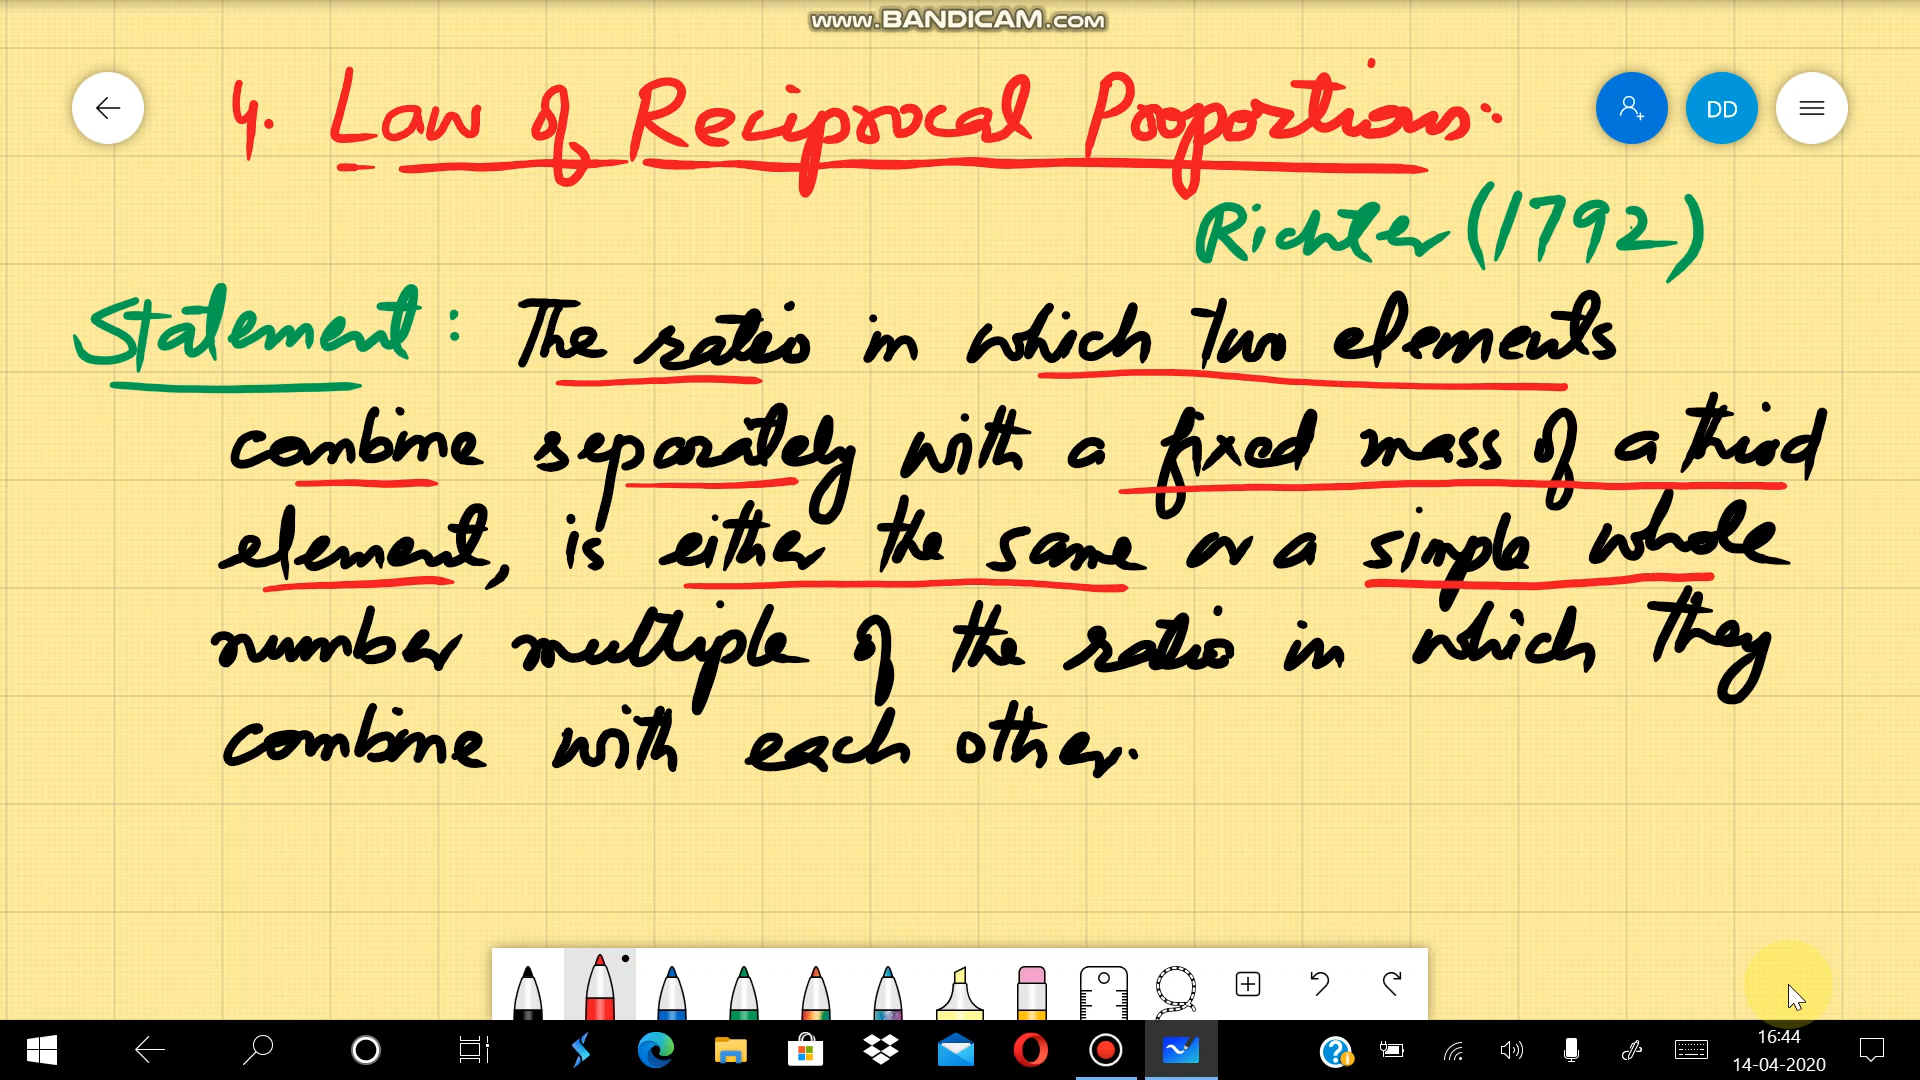 www.BANDICAM.COM
4. Law of Reciprocal Proportions:
DD
Richter (1792)
Statement: The ratio in which two elements
combine separately with a fixed mass of a third
element, is either the same or a simple whole
number multiple of the ratio in which they
combine with each other.
16:44
14-04-2020